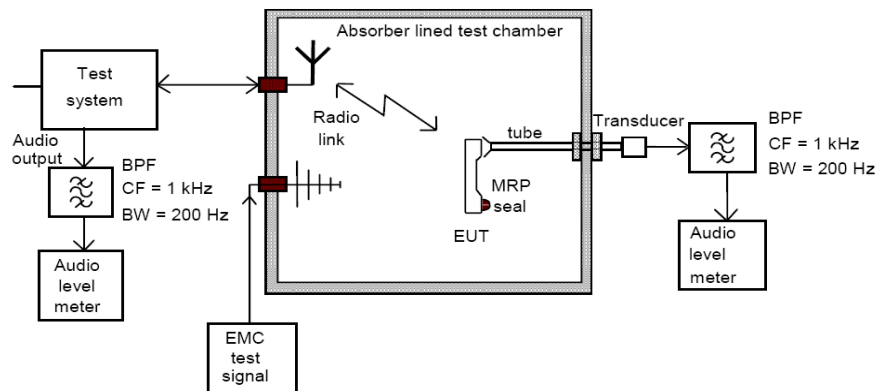 Absorber lined test chamber
Test
system
Radio
link
Audio
output
BPF
CF = 1 kHz
BW = 200 Hz
Audio
level
meter
EMC
test
signal
tube
MRP
seal
EUT
Transducer
BPF
CF = 1 kHz
BW = 200 Hz
Audio
level
meter